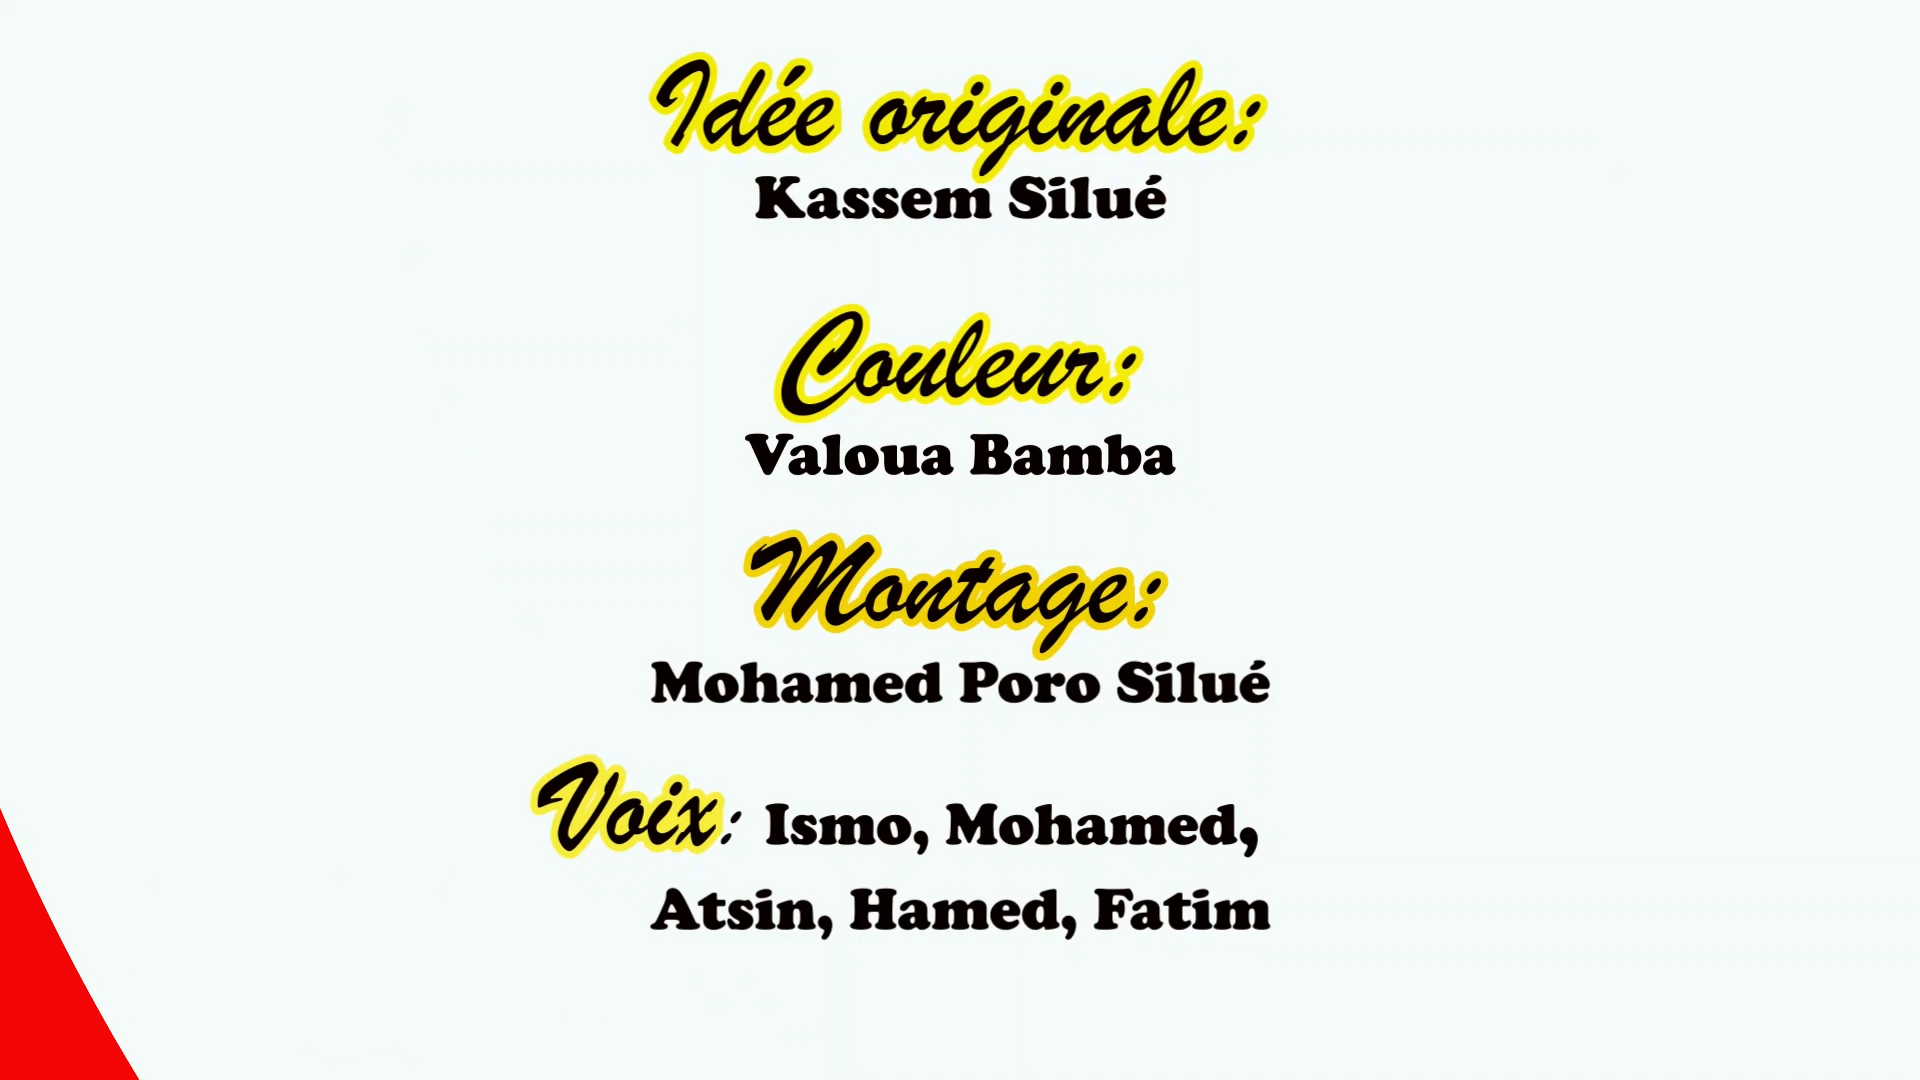 Idée originale:
Kassem Silué
Couleur:
Valoua Bamba
Montage:
Mohamed Poro Silué
Voix: Ismo, Mohamed,
Atsin, Hamed, Fatim